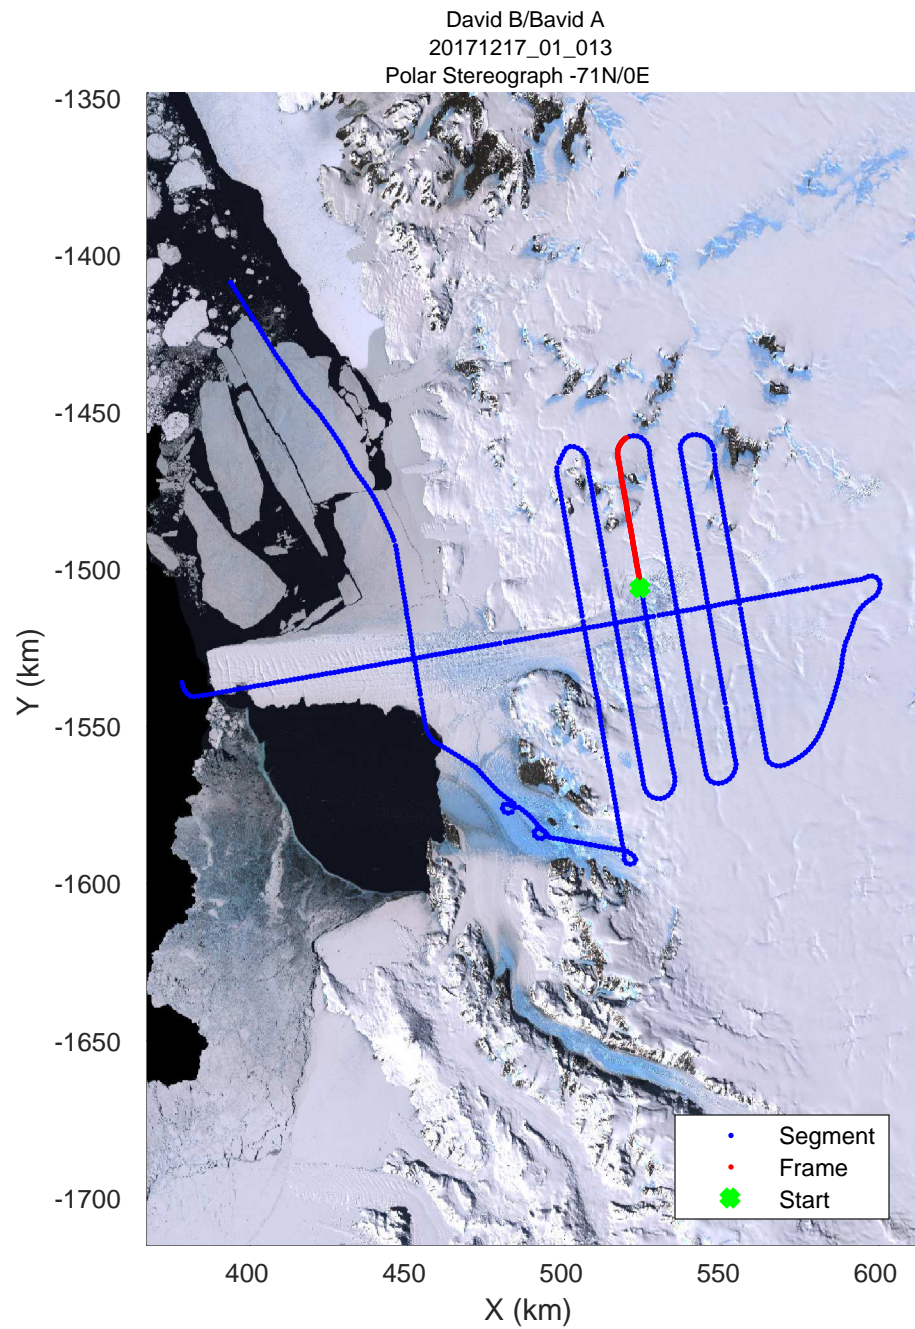 David B/Bavid A
20171217_01_013
Polar Stereograph -71N/0E
-1350
-1400
-1450
-1500
-1550
-1600
-1650
-1700
Y (km)
400
450
500
550
600
X (km)
Segment
Frame
Start